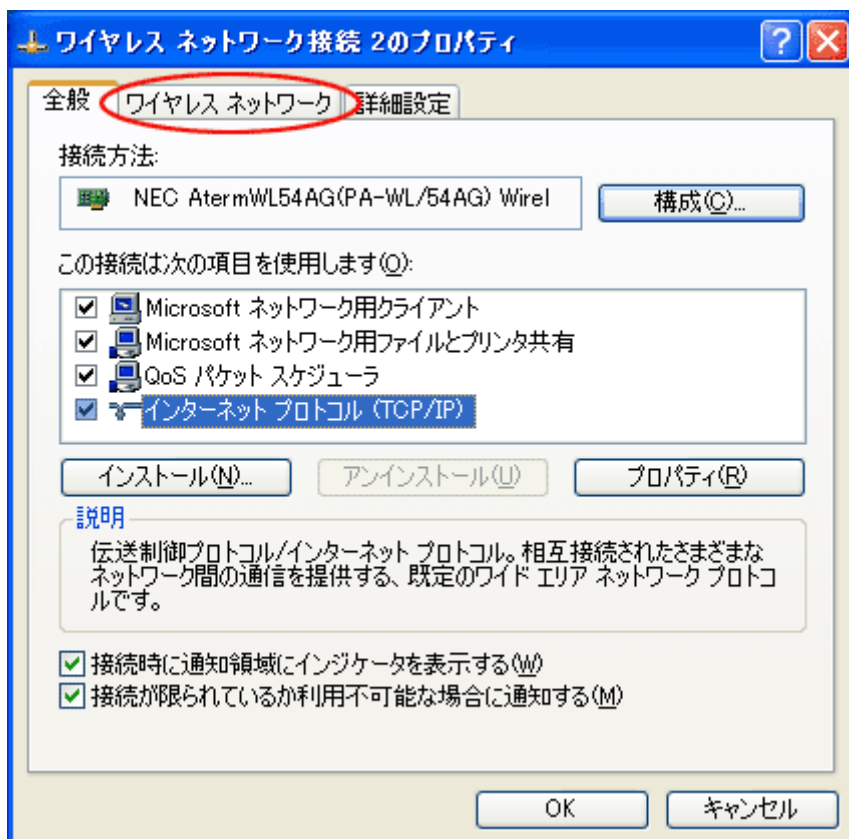 ワイヤレス ネットワーク接続 2のプロパティ
全般 ワイヤレス ネットワーク 詳細設定
接続方法:
NEC AtermWL54AG(PA-WL/54AG) Wirel 構成(C)...
この接続は次の項目を使用します(O):
Microsoft ネットワーク用クライアント
Microsoft ネットワーク用ファイルとプリンタ共有
QoS パケット スケジューラ
インターネット プロトコル (TCP/IP)
インストール(N)... アンインストール(U) プロパティ(R)
説明
伝送制御プロトコル/インターネット プロトコル。相互接続されたさまざまな
ネットワーク間の通信を提供する、既定のワイド エリア ネットワーク プロトコ
ルです。
接続時に通知領域にインジケータを表示する(W)
接続が限られているか利用不可能な場合に通知する(M)
OK キャンセル